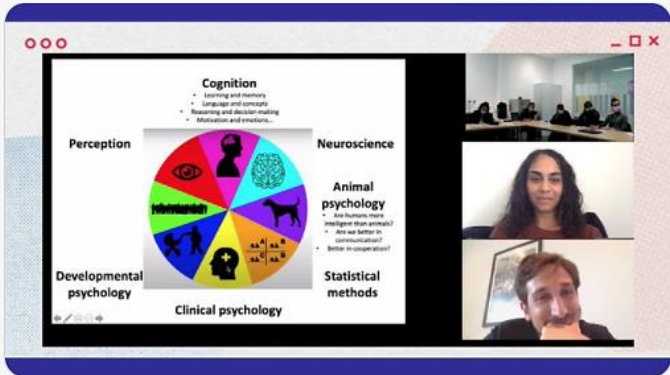 Cognition
• Learning and memory
• Language and concepts
• Reasoning and decision-making
• Motivation and emotions...
Perception
Neuroscience
Animal
psychology
• Are humans more
intelligent than animals?
• Are we better in
communication?
• Better in cooperation?
A
B
C
D
Developmental
psychology
Statistical
methods
Clinical psychology